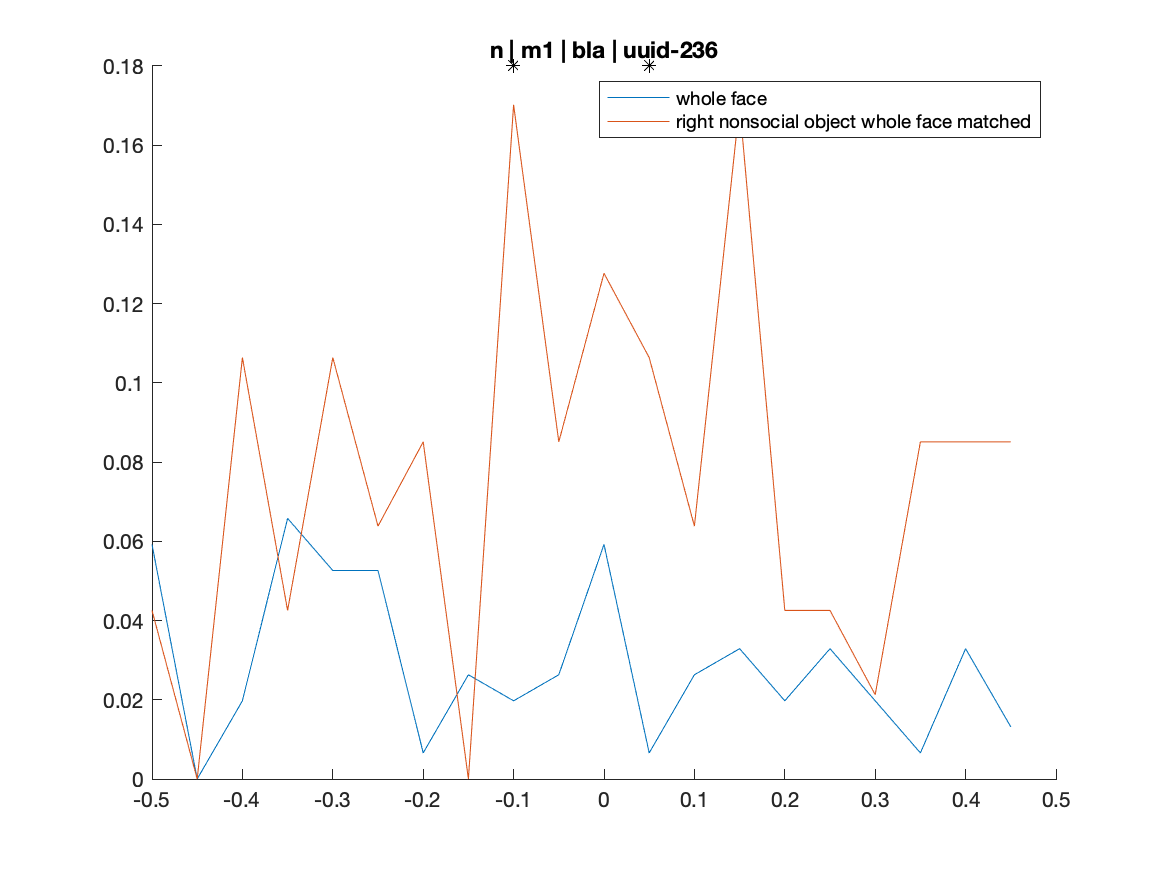 n | m1 | bla | uuid-236
0.18
whole face
right nonsocial object whole face matched
0.16
0.14
0.12
0.1
0.08
0.06
0.04
0.02
0
-0.5 -0.4 -0.3 -0.2 -0.1 0 0.1 0.2 0.3 0.4 0.5